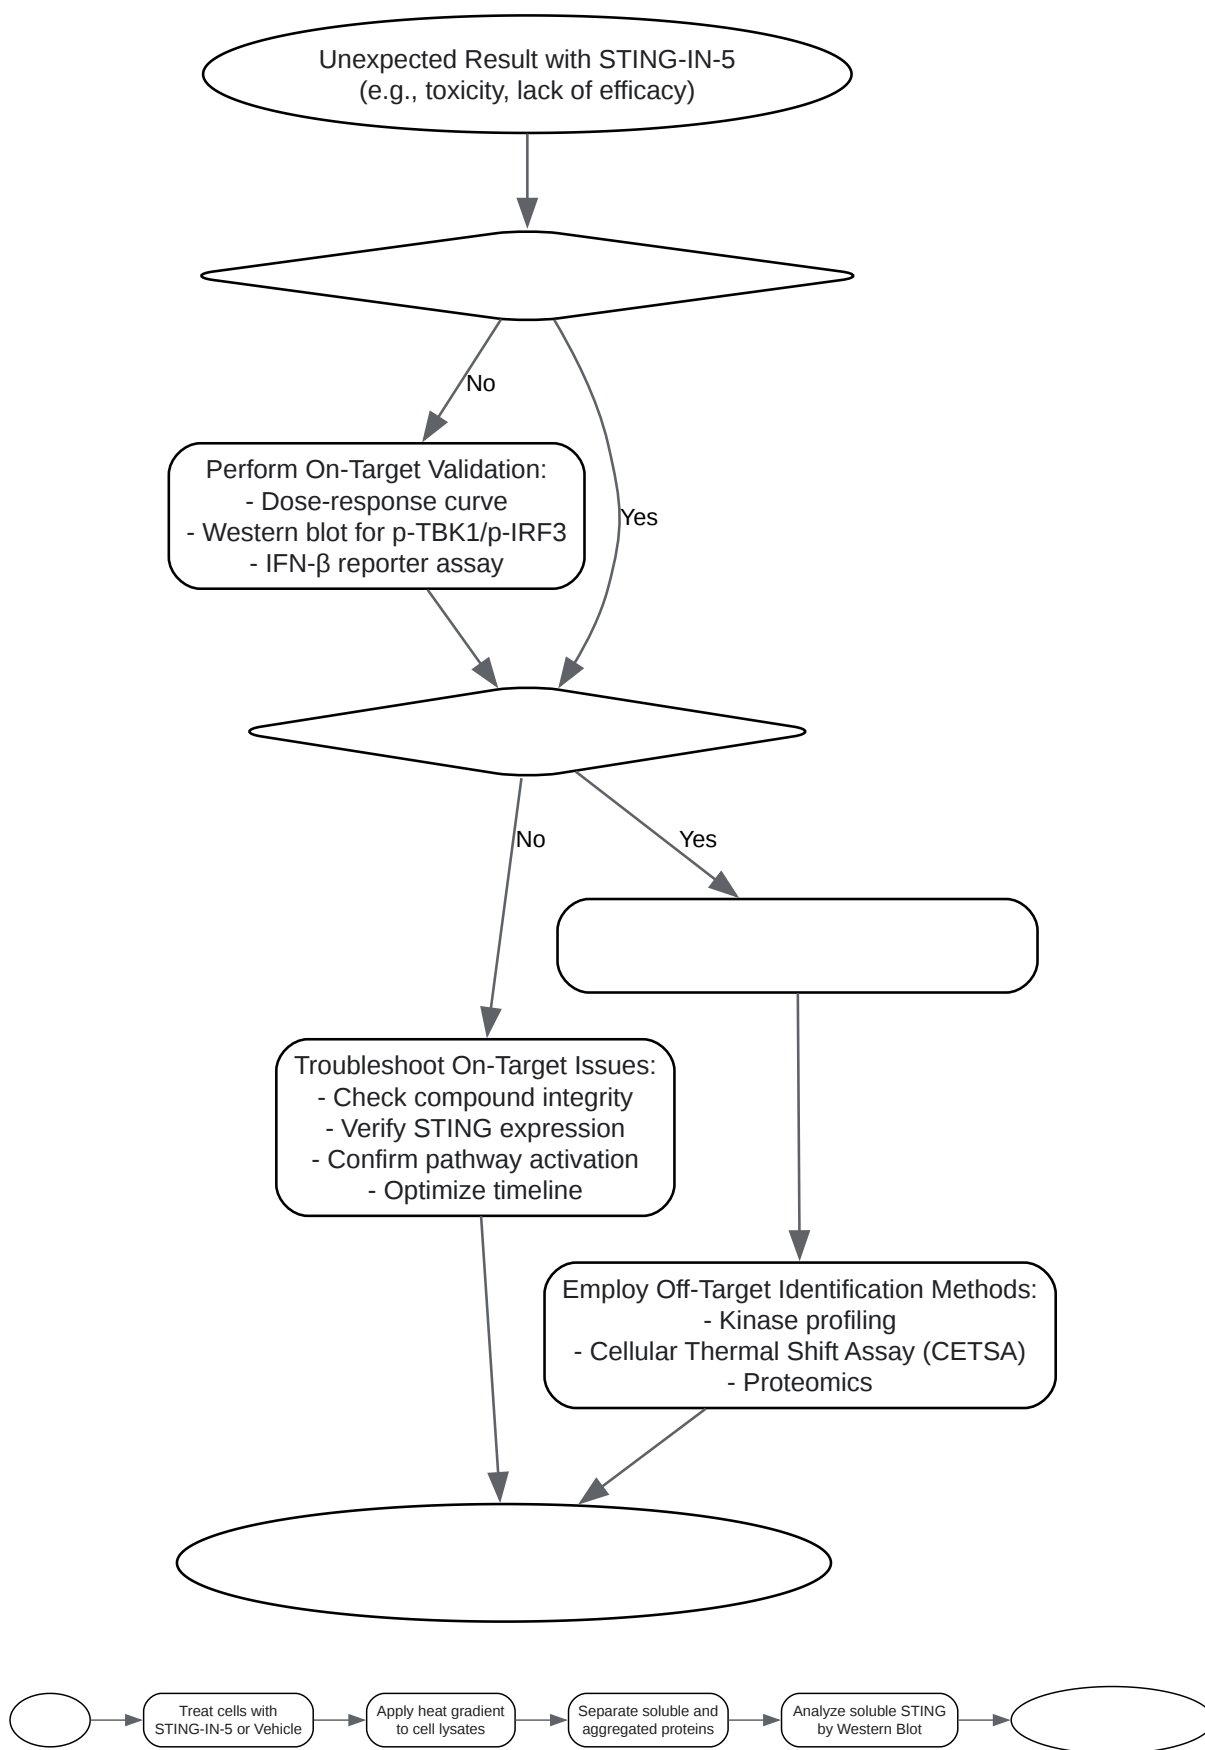 Unexpected Result with STING-IN-5
(e.g., toxicity, lack of efficacy)
No
Perform On-Target Validation:
- Dose-response curve
- Western blot for p-TBK1/p-IRF3
- IFN-β reporter assay
Yes
No
Yes
Troubleshoot On-Target Issues:
- Check compound integrity
- Verify STING expression
- Confirm pathway activation
- Optimize timeline
Employ Off-Target Identification Methods:
- Kinase profiling
- Cellular Thermal Shift Assay (CETSA)
- Proteomics
Treat cells with
STING-IN-5 or Vehicle
Apply heat gradient
to cell lysates
Separate soluble and
aggregated proteins
Analyze soluble STING
by Western Blot